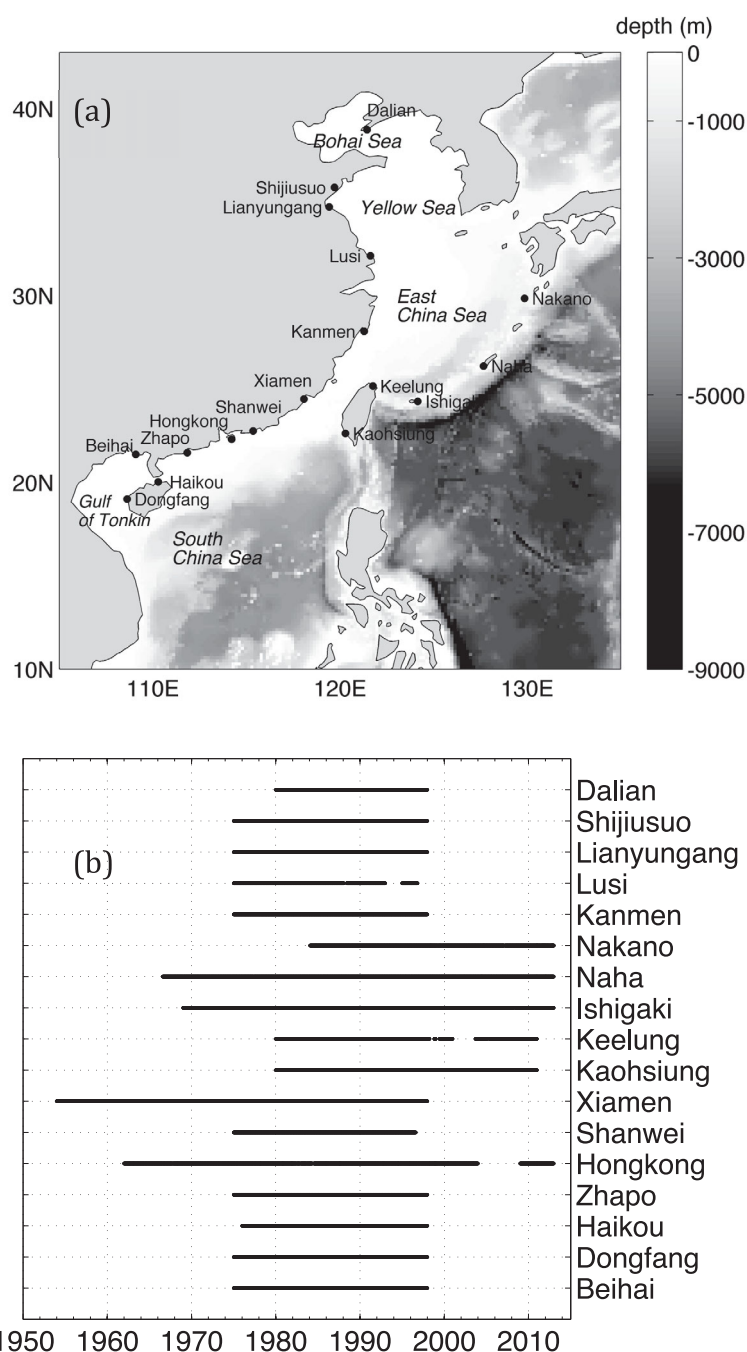 depth (m)
(a)
40N
30N
20N
10N
110E
120E
130E
0
-1000
-3000
-5000
-7000
-9000
Dalian
Bohai Sea
Shijiusuo
Lianyungang
Yellow Sea
Lusi
East
China Sea
Nakano
Kanmen
Naha
Xiamen
Keelung
Shanwei
Hongkong
Kaohsiung
Zhapo
Beihai
Haikou
Dongfang
Gulf
of Tonkin
South
China Sea
(b)
Dalian
Shijiusuo
Lianyungang
Lusi
Kanmen
Nakano
Naha
Ishigaki
Keelung
Kaohsiung
Xiamen
Shanwei
Hongkong
Zhapo
Haikou
Dongfang
Beihai
1950 1960 1970 1980 1990 2000 2010